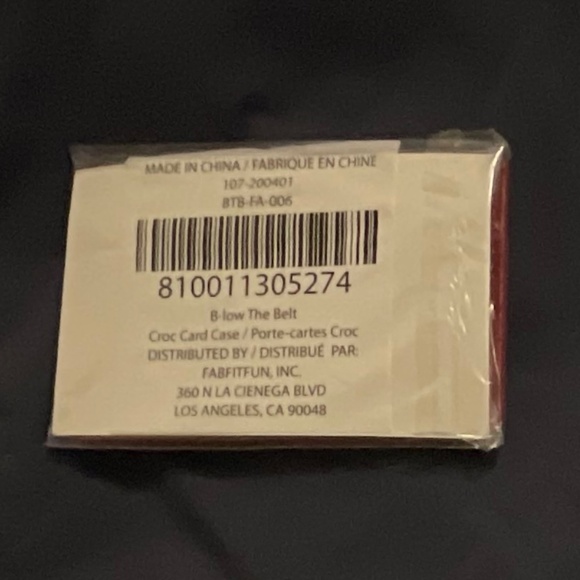 MADE IN CHINA / FABRIQUE EN CHINE
107-200401
BTB-FA-006
810011305274
B-low The Belt
Croc Card Case / Porte-cartes Croc
DISTRIBUTED BY / DISTRIBUÉ PAR:
FABFITFUN, INC.
360 N LA CIENEGA BLVD
LOS ANGELES, CA 90048